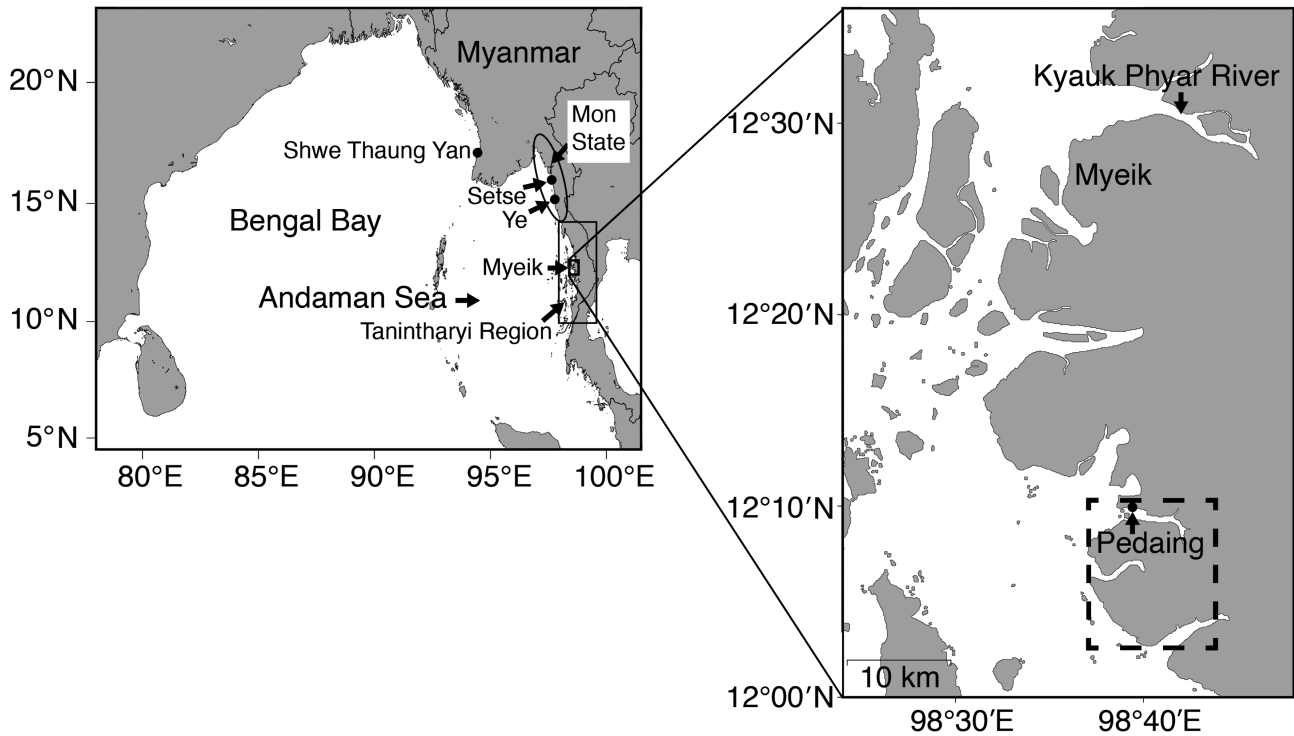 Myanmar
20°N
Mon
State
Shwe Thaung Yan
15°N
Setse
Ye
Bengal Bay
Myeik
Andaman Sea
10°N
Tanintharyi Region
5°N
80°E
85°E
90°E
95°E
100°E
Kyauk Phyar River
12°30′N
Myeik
12°20′N
12°10′N
Pedaing
10 km
12°00′N
98°30′E
98°40′E